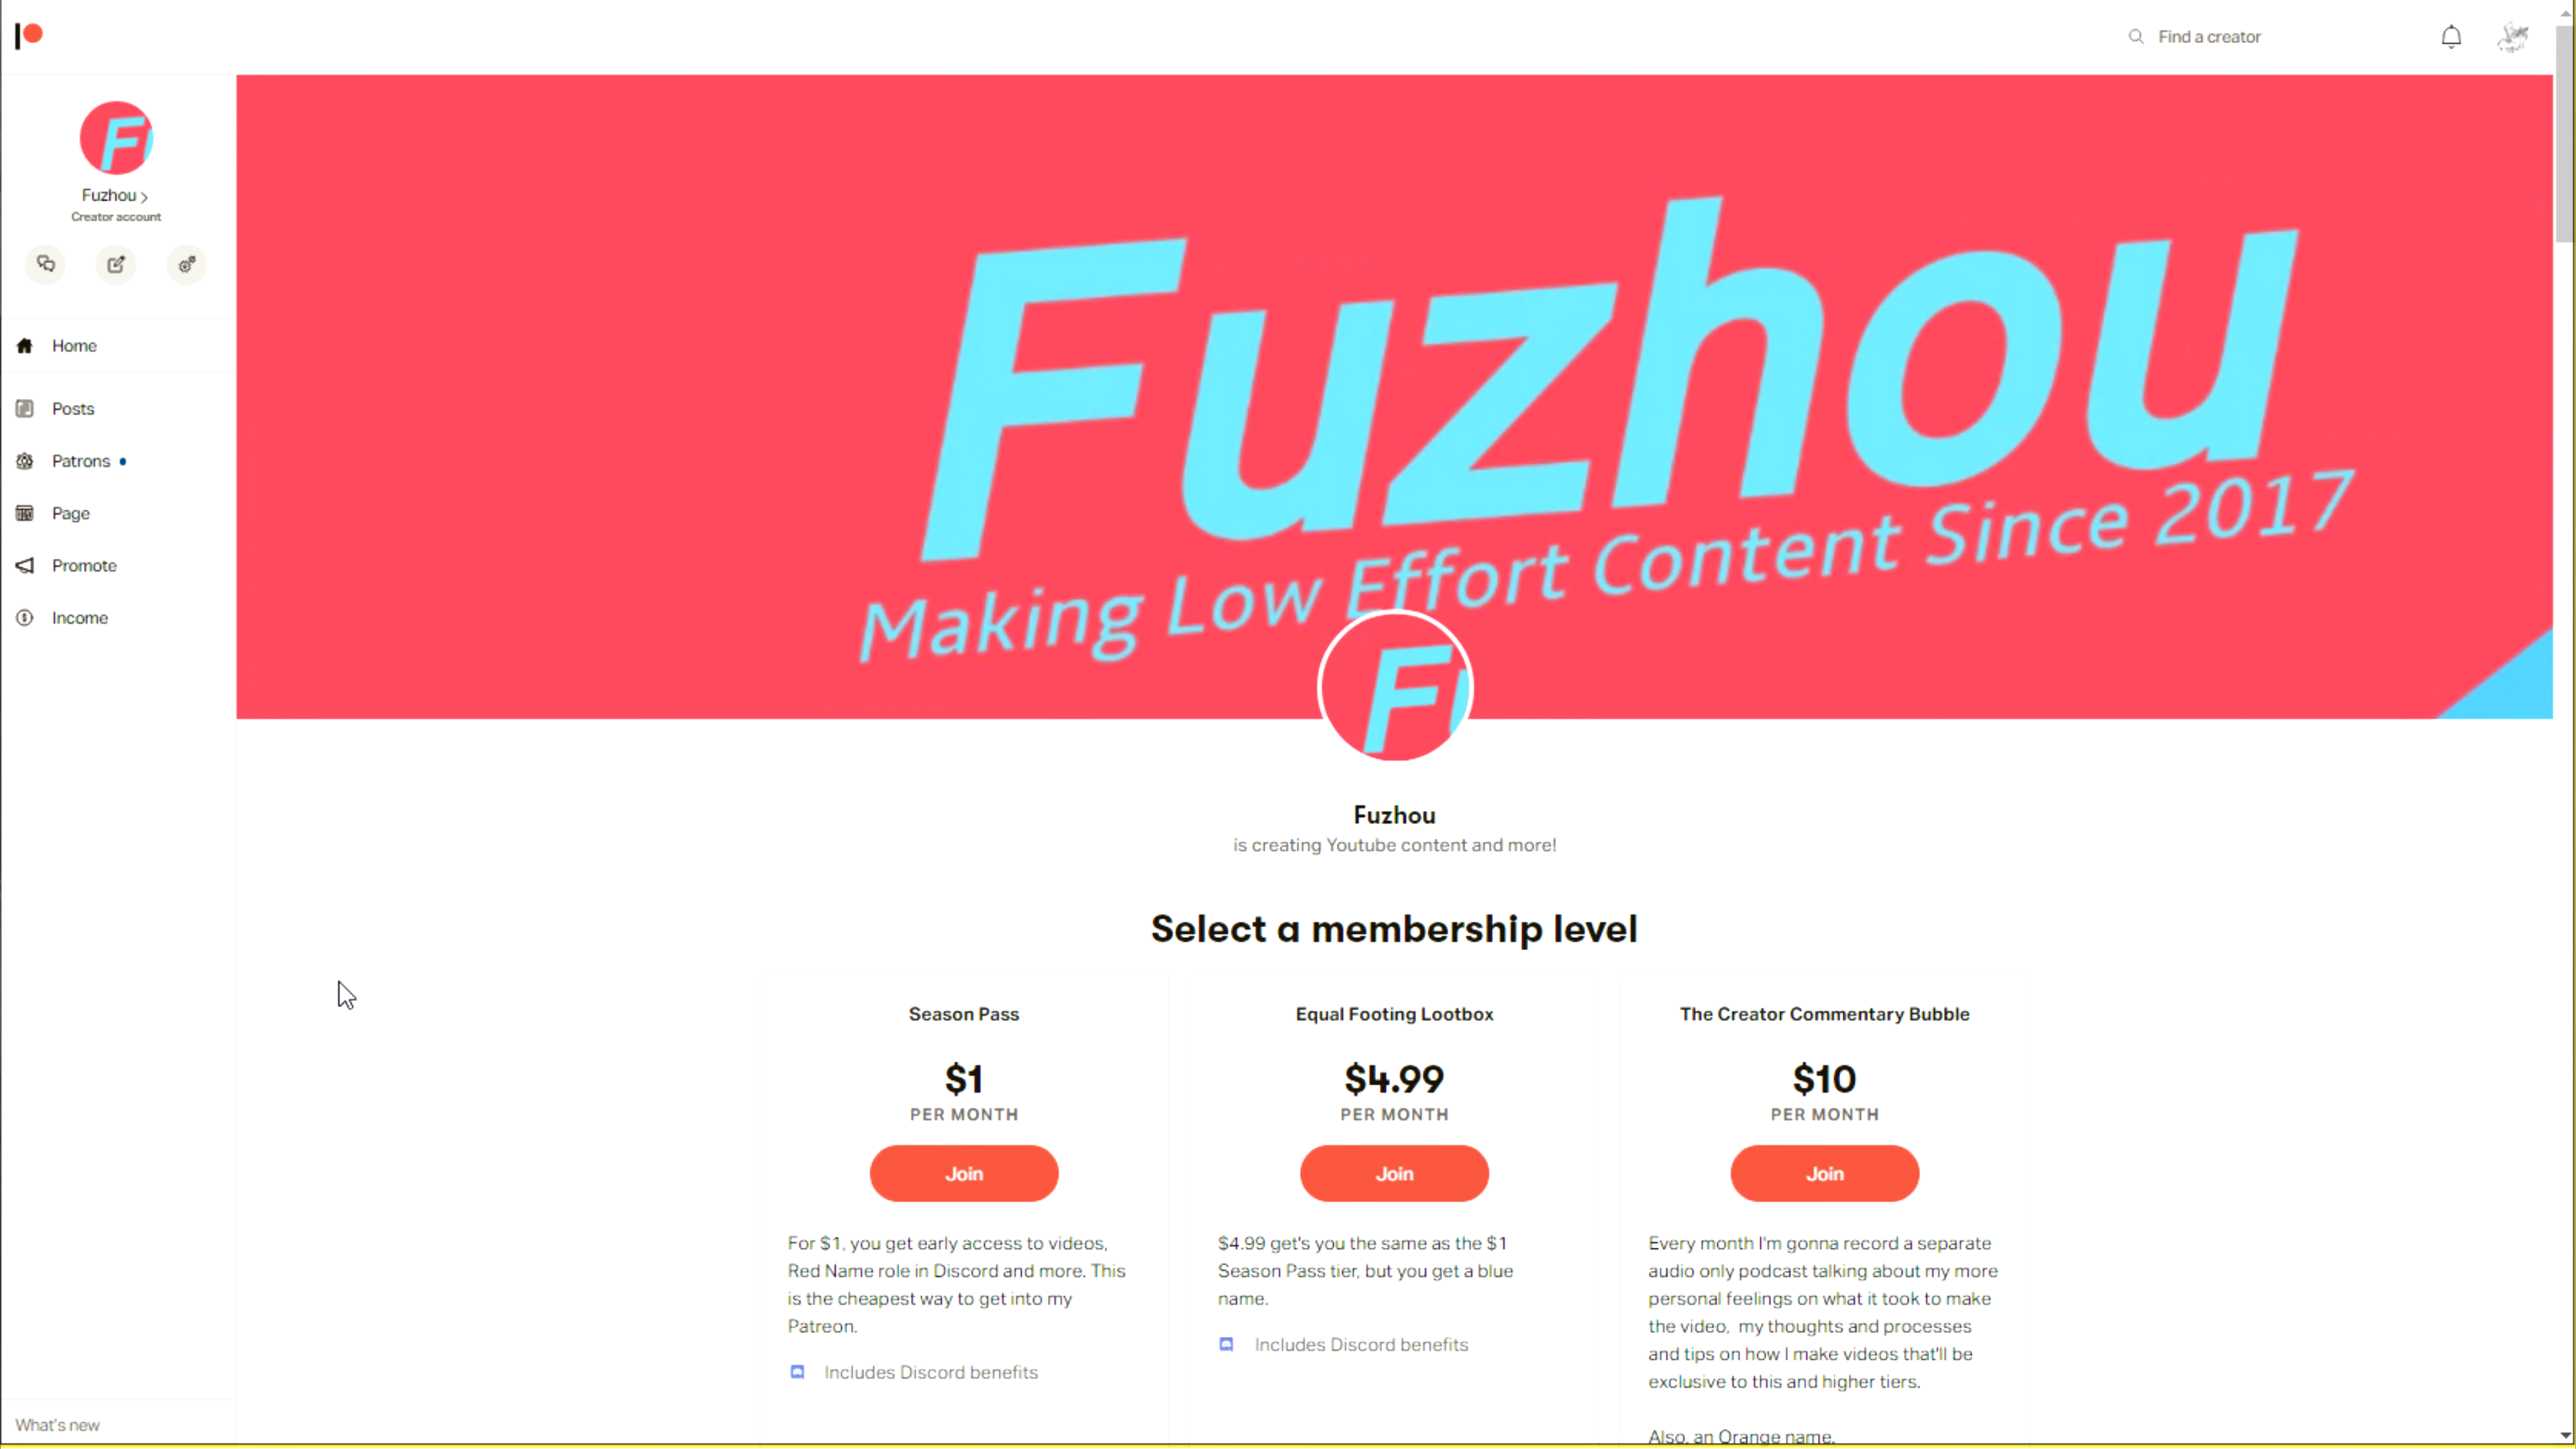 Find a creator
Fi
Fuzhou
Creator account
Home
Posts
Patrons
Page
Promote
Income
What's new
Fuzhou
Making Low Effort Content Since 2017
Fi
Fuzhou
is creating Youtube content and more!
Select a membership level
Season Pass
$1
PER MONTH
Join
For $1, you get early access to videos,
Red Name role in Discord and more. This
is the cheapest way to get into my
Patreon.
Includes Discord benefits
Equal Footing Lootbox
$4.99
PER MONTH
Join
$4.99 get's you the same as the $1
Season Pass tier, but you get a blue
name.
Includes Discord benefits
The Creator Commentary Bubble
$10
PER MONTH
Join
Every month I'm gonna record a separate
audio only podcast talking about my more
personal feelings on what it took to make
the video,  my thoughts and processes
and tips on how I make videos that'll be
exclusive to this and higher tiers.
Also, an Orange name.